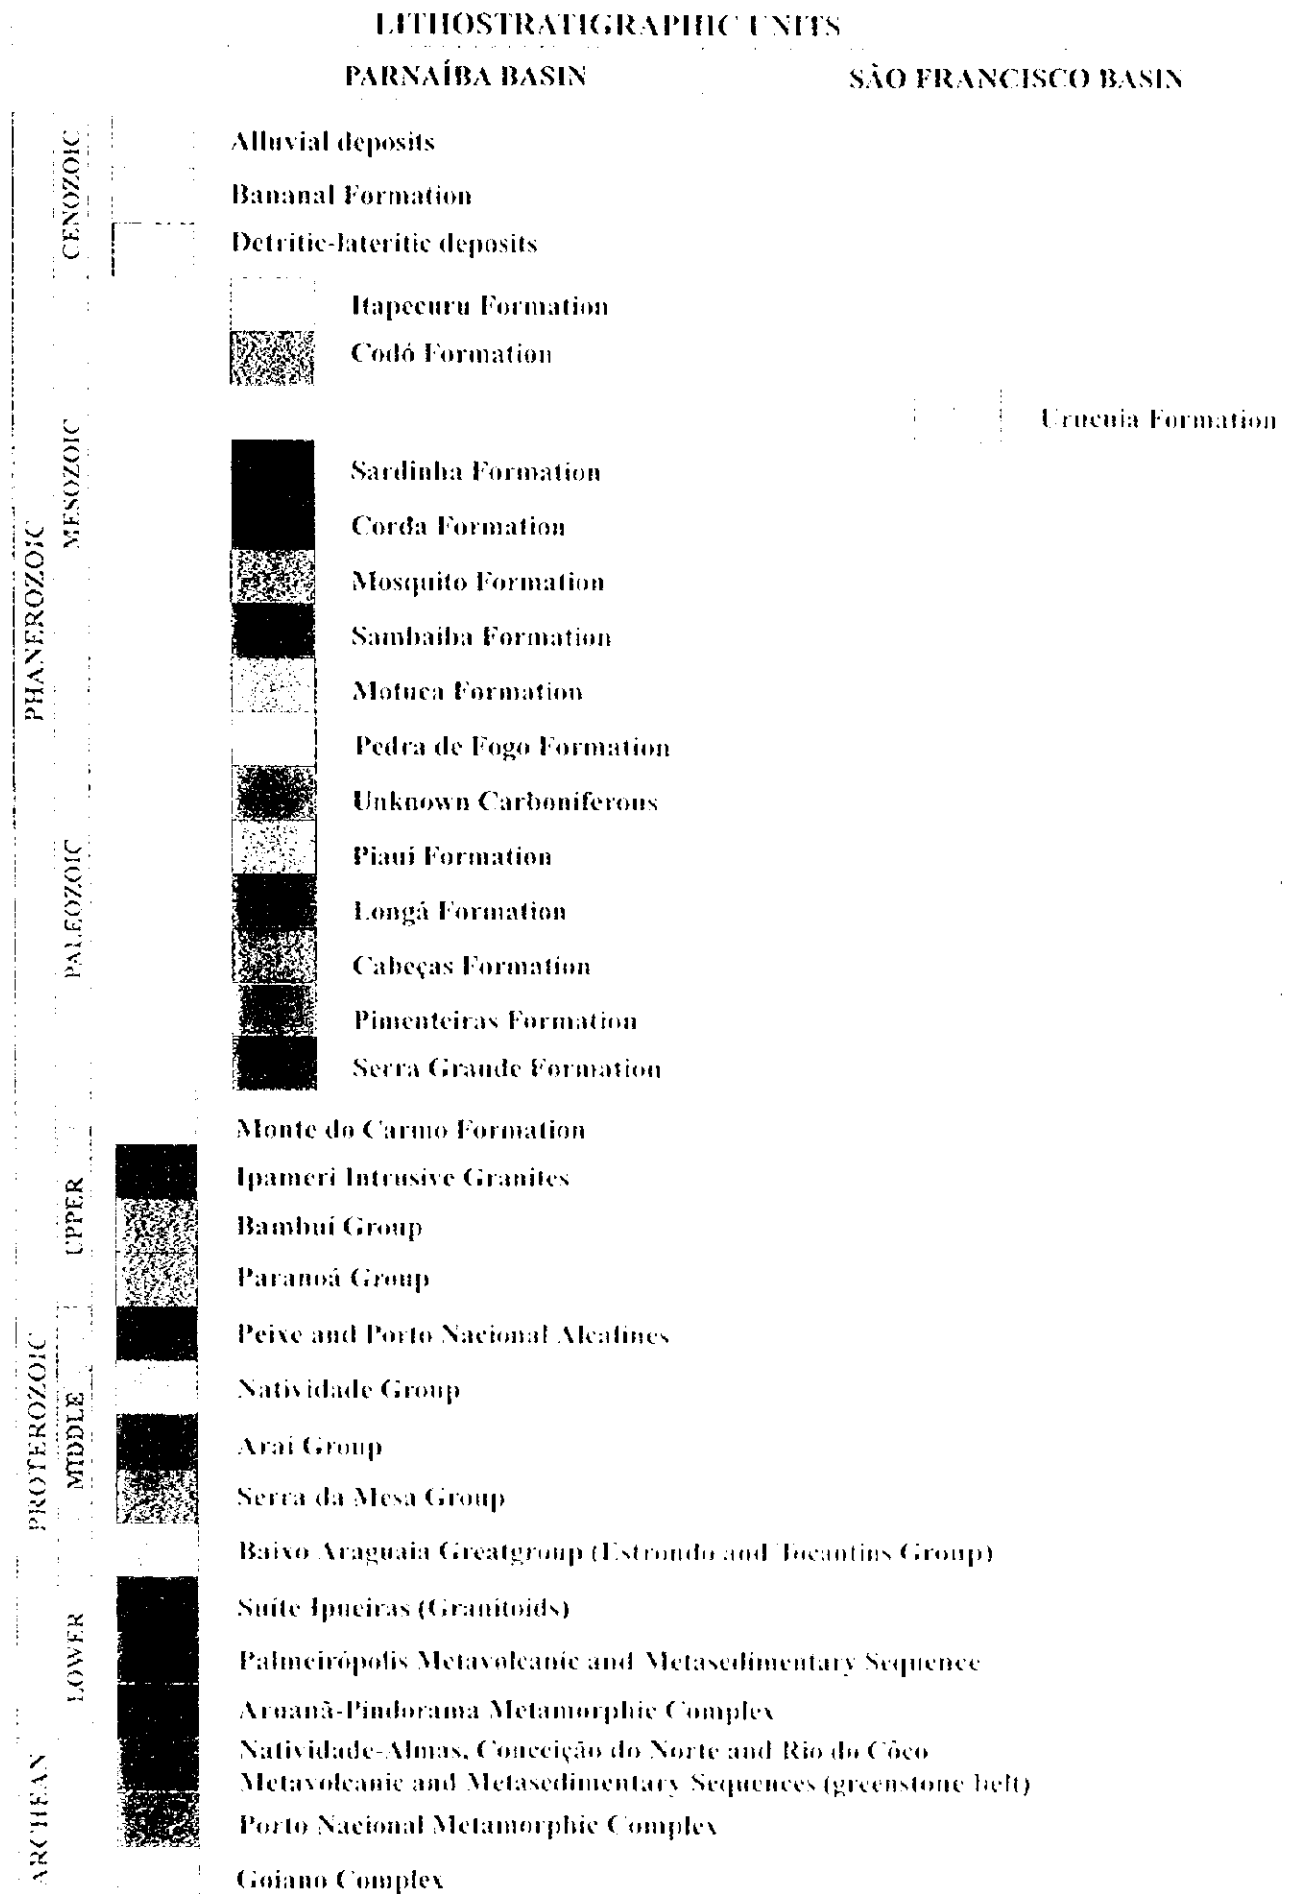 LITHOSTRATIGRAPHIC UNITS
PARNAÍBA BASIN
SÃO FRANCISCO BASIN
PHANEROZOIC
CENOZOIC
Alluvial deposits
Bananal Formation
Detritic-lateritic deposits
MESOZOIC
Itapecuru Formation
Codó Formation
Urucuia Formation
Sardinha Formation
Corda Formation
Mosquito Formation
Sambaiba Formation
Motuca Formation
PALEOZOIC
Pedra de Fogo Formation
Unknown Carboniferous
Piauí Formation
Longá Formation
Cabeças Formation
Pimenteiras Formation
Serra Grande Formation
Monte do Carmo Formation
PROTEROZOIC
UPPER
Ipameri Intrusive Granites
Bambuí Group
Paranoá Group
MIDDLE
Peixe and Porto Nacional Alcalines
Natividade Group
Araí Group
Serra da Mesa Group
LOWER
Baixo Araguaia Greatgroup (Estrondo and Tocantins Group)
Suíte Ipueiras (Granitoids)
Palmeirópolis Metavolcanic and Metasedimentary Sequence
Aruanã-Pindorama Metamorphic Complex
ARCHEAN
Natividade-Almas, Conceição do Norte and Rio do Côco
Metavolcanic and Metasedimentary Sequences (greenstone belt)
Porto Nacional Metamorphic Complex
Goiano Complex